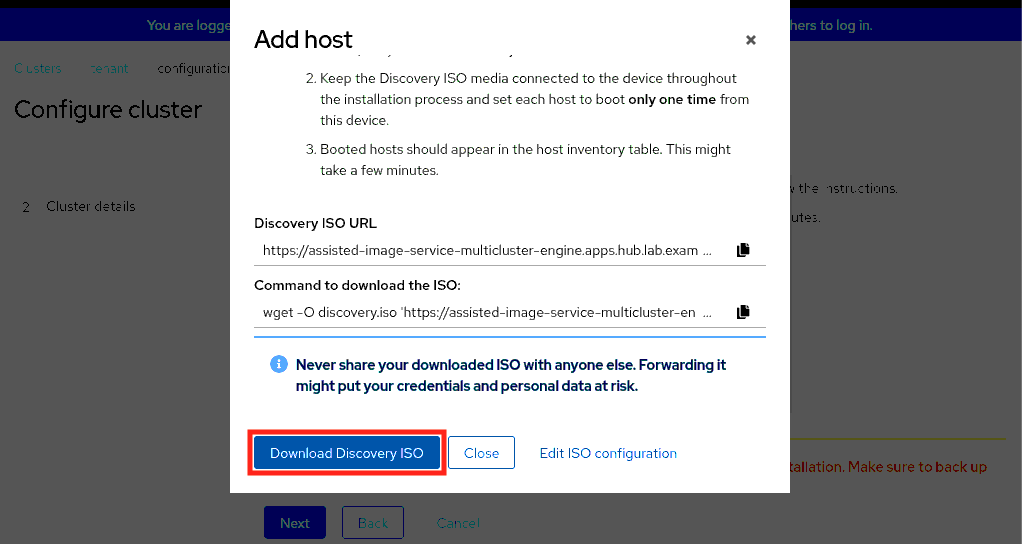 You are logge
hers to log in.
Add host
Clusters
tenant
configuration
Configure cluster
2. Keep the Discovery ISO media connected to the device throughout
the installation process and set each host to boot only one time from
this device.
3. Booted hosts should appear in the host inventory table. This might
take a few minutes.
w the instructions.
utes.
2 Cluster details
Discovery ISO URL
https://assisted-image-service-multicluster-engine.apps.hub.lab.exam ...
Command to download the ISO:
wget -O discovery.iso 'https://assisted-image-service-multicluster-en ...
Never share your downloaded ISO with anyone else. Forwarding it
might put your credentials and personal data at risk.
Download Discovery ISO
Close
Edit ISO configuration
tallation. Make sure to back up
Next
Back
Cancel